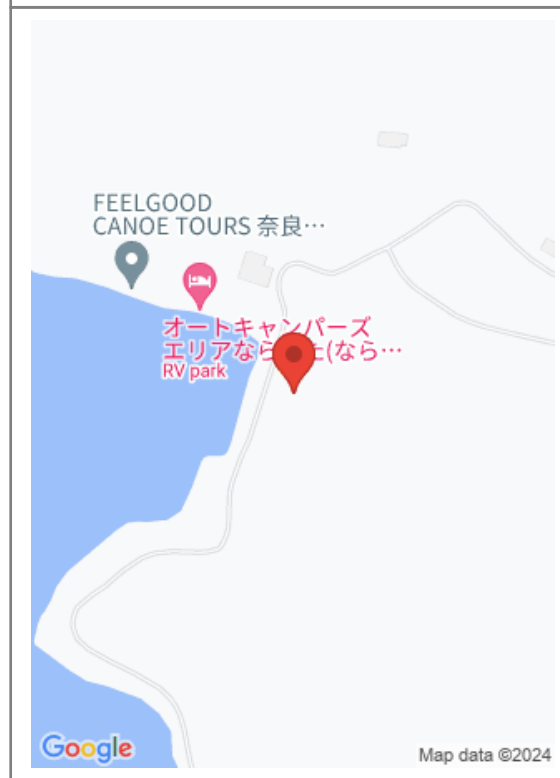 FEELGOOD
CANOE TOURS 奈良…
オートキャンパーズ
エリアなら
(なら…
RV park
Google
Map data ©2024